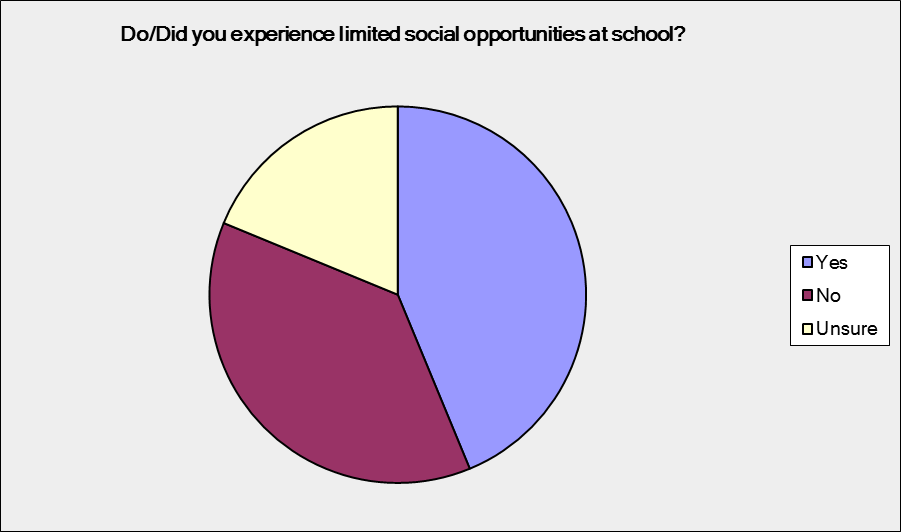 Do/Did you experience limited social opportunities at school?
Yes
No
Unsure